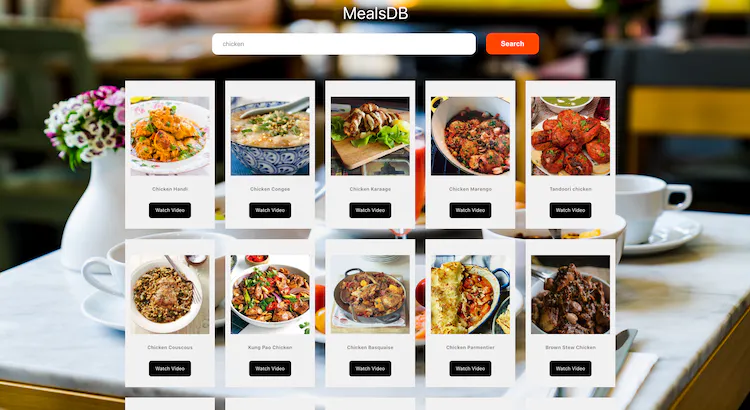 MealsDB
chicken
Search
Chicken Handi
Chicken Congee
Chicken Karaage
Chicken Marengo
Tandoori chicken
Watch Video
Watch Video
Watch Video
Watch Video
Watch Video
Chicken Couscous
Kung Pao Chicken
Chicken Basquaise
Chicken Parmentier
Brown Stew Chicken
Watch Video
Watch Video
Watch Video
Watch Video
Watch Video